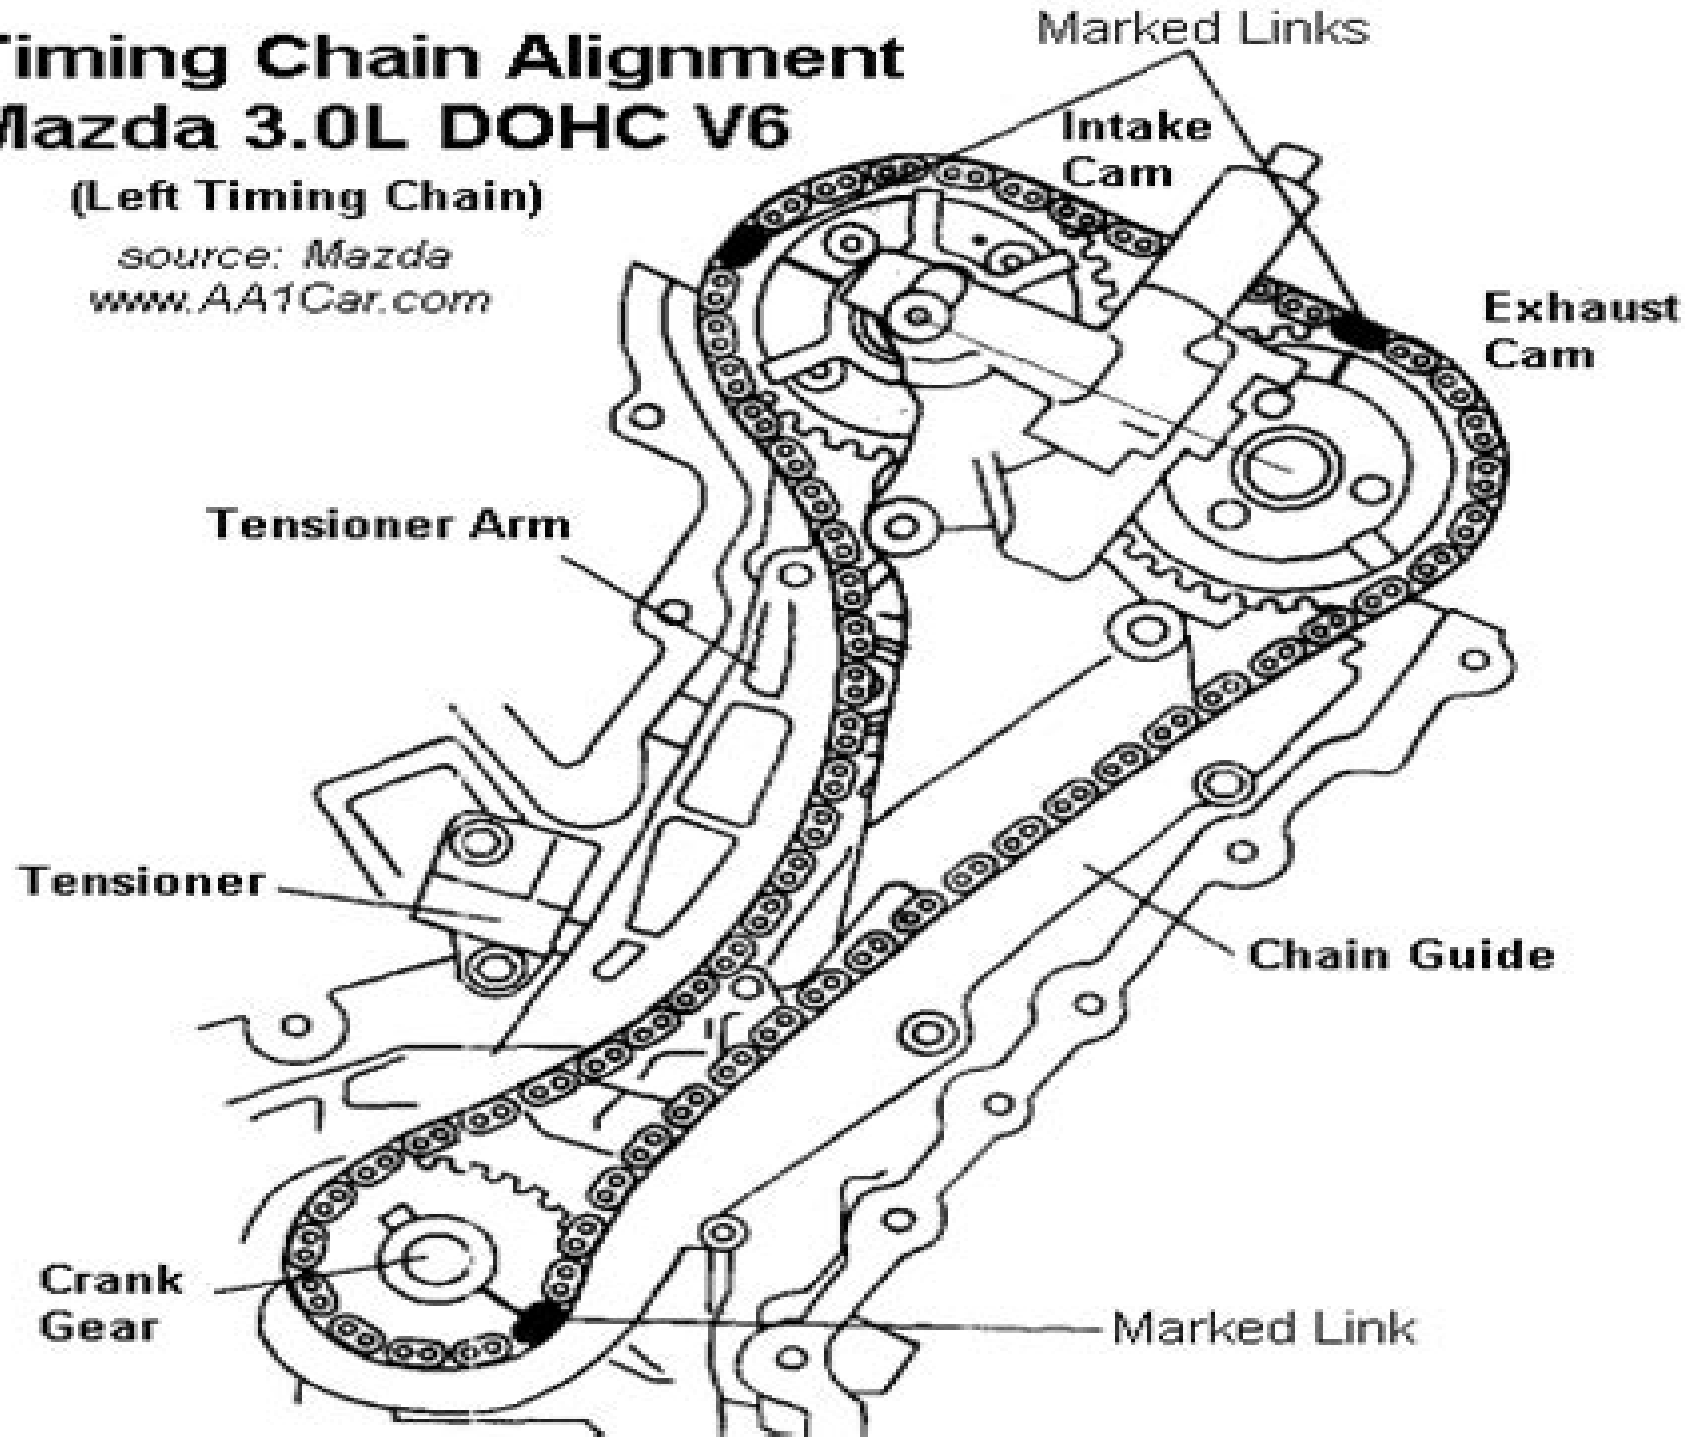 Timing Chain Alignment
Mazda 3.0L DOHC V6
(Left Timing Chain)
source: Mazda
www.AA1Car.com
Marked Links
Intake
Cam
Exhaust
Cam
Tensioner Arm
Tensioner
Chain Guide
Crank
Gear
Marked Link